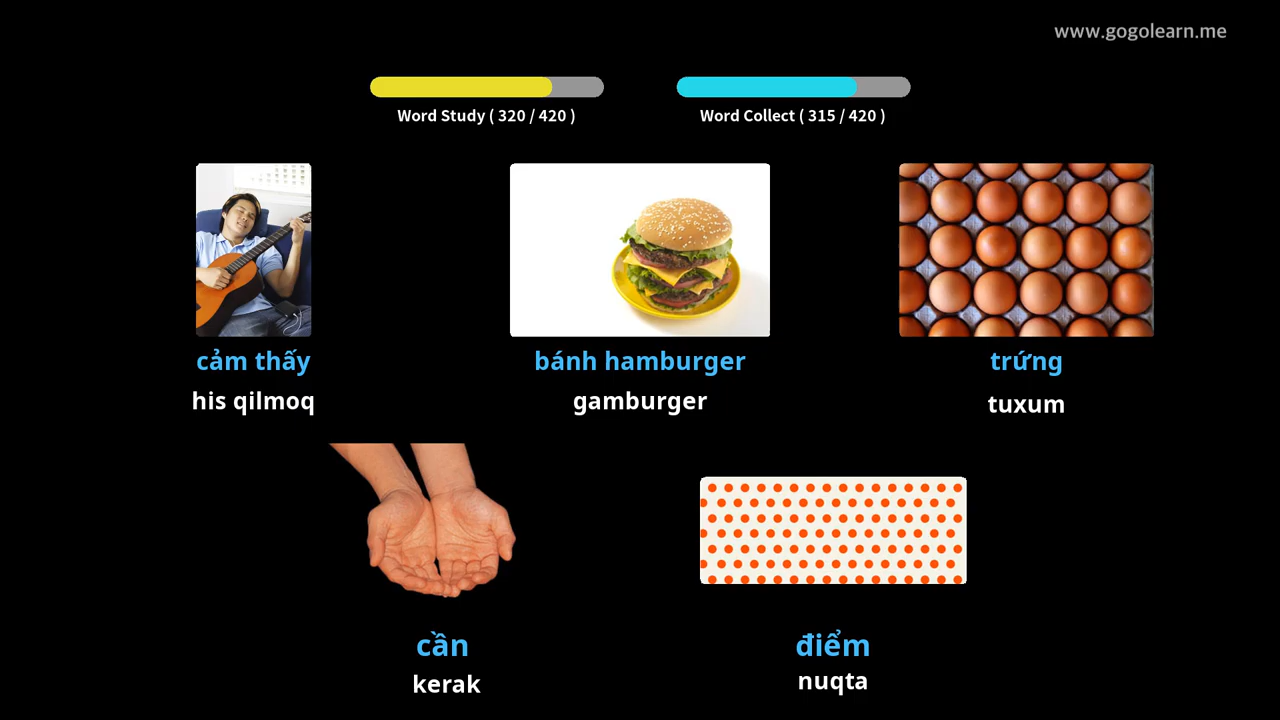 www.gogolearn.me
Word Study ( 320 / 420 )
Word Collect ( 315 / 420 )
cảm thấy
his qilmoq
bánh hamburger
gamburger
trứng
tuxum
cần
kerak
điểm
nuqta